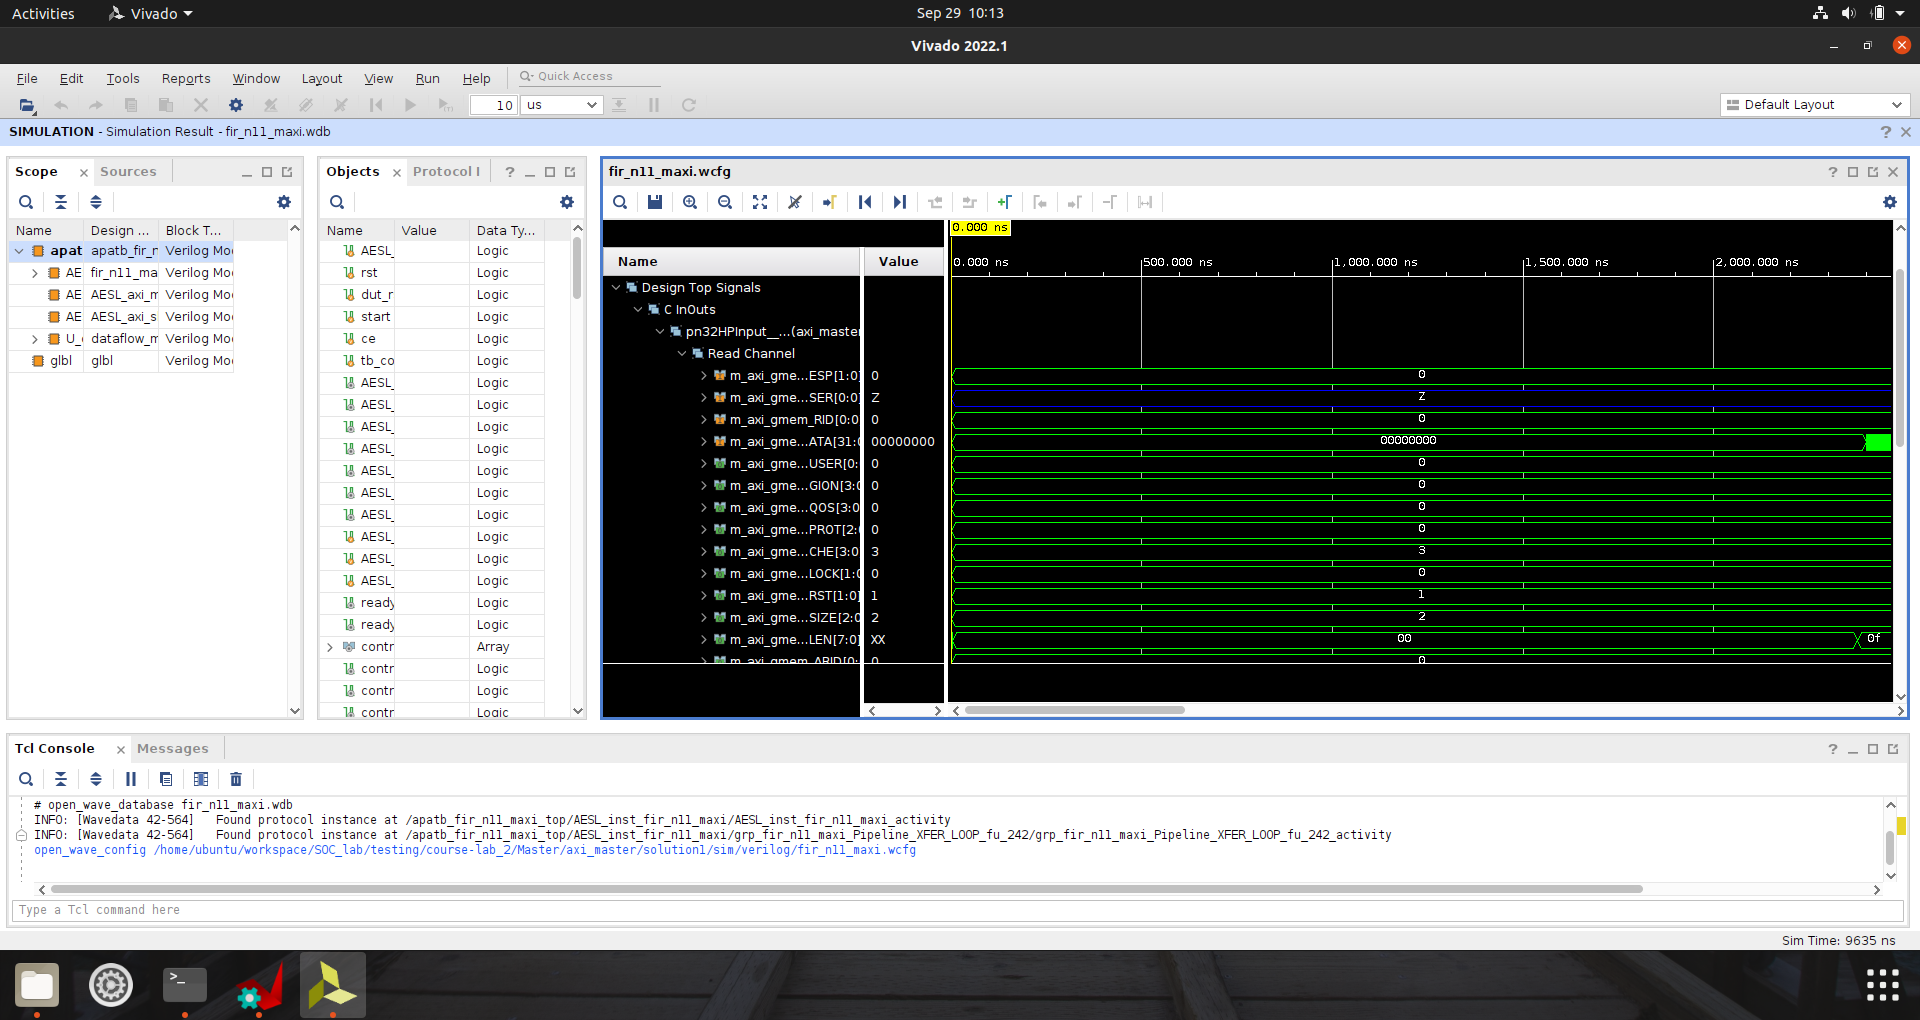 Activities
Vivado
Sep 29 10:13
Vivado 2022.1
File Edit Tools Reports Window Layout View Run Help
Quick Access
10 us
Default Layout
SIMULATION - Simulation Result - fir_n11_maxi.wdb
Scope Sources
Name Design ... Block T...
apat apatb_fir_n Verilog Mod
AE fir_n11_ma Verilog Mod
AE AESL_axi_m Verilog Mod
AE AESL_axi_s Verilog Mod
U_ dataflow_m Verilog Mod
glbl glbl Verilog Mod
Objects Protocol I
Name Value Data Ty...
AESL_ Logic
rst Logic
dut_r Logic
start Logic
ce Logic
tb_co Logic
AESL_ Logic
AESL_ Logic
AESL_ Logic
AESL_ Logic
AESL_ Logic
AESL_ Logic
AESL_ Logic
AESL_ Logic
AESL_ Logic
AESL_ Logic
ready Logic
ready Logic
contr Array
contr Logic
contr Logic
contr Logic
fir_n11_maxi.wcfg
0.000 ns
Name Value
0.000 ns 500.000 ns 1,000.000 ns 1,500.000 ns 2,000.000 ns
Design Top Signals
C InOuts
pn32HPInput__...(axi_master
Read Channel
m_axi_gme...ESP[1:0] 0 0
m_axi_gme...SER[0:0] Z Z
m_axi_gmem_RID[0:0 0 0
m_axi_gme...ATA[31:0 00000000 00000000
m_axi_gme...USER[0: 0 0
m_axi_gme...GION[3:0 0 0
m_axi_gme...QOS[3:0 0 0
m_axi_gme...PROT[2:0 0 0
m_axi_gme...CHE[3:0 3 3
m_axi_gme...LOCK[1:0 0 0
m_axi_gme...RST[1:0] 1 1
m_axi_gme...SIZE[2:0 2 2
m_axi_gme...LEN[7:0] XX 00 0f
m_axi_gmem_ARID[0: 0 0
Tcl Console Messages
# open_wave_database fir_n11_maxi.wdb
INFO: [Wavedata 42-564] Found protocol instance at /apatb_fir_n11_maxi_top/AESL_inst_fir_n11_maxi/AESL_inst_fir_n11_maxi_activity
INFO: [Wavedata 42-564] Found protocol instance at /apatb_fir_n11_maxi_top/AESL_inst_fir_n11_maxi/grp_fir_n11_maxi_Pipeline_XFER_LOOP_fu_242/grp_fir_n11_maxi_Pipeline_XFER_LOOP_fu_242_activity
open_wave_config /home/ubuntu/workspace/SOC_lab/testing/course-lab_2/Master/axi_master/solution1/sim/verilog/fir_n11_maxi.wcfg
Type a Tcl command here
Sim Time: 9635 ns